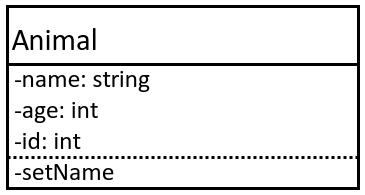 Animal
-name: string
-age: int
-id: int
-setName